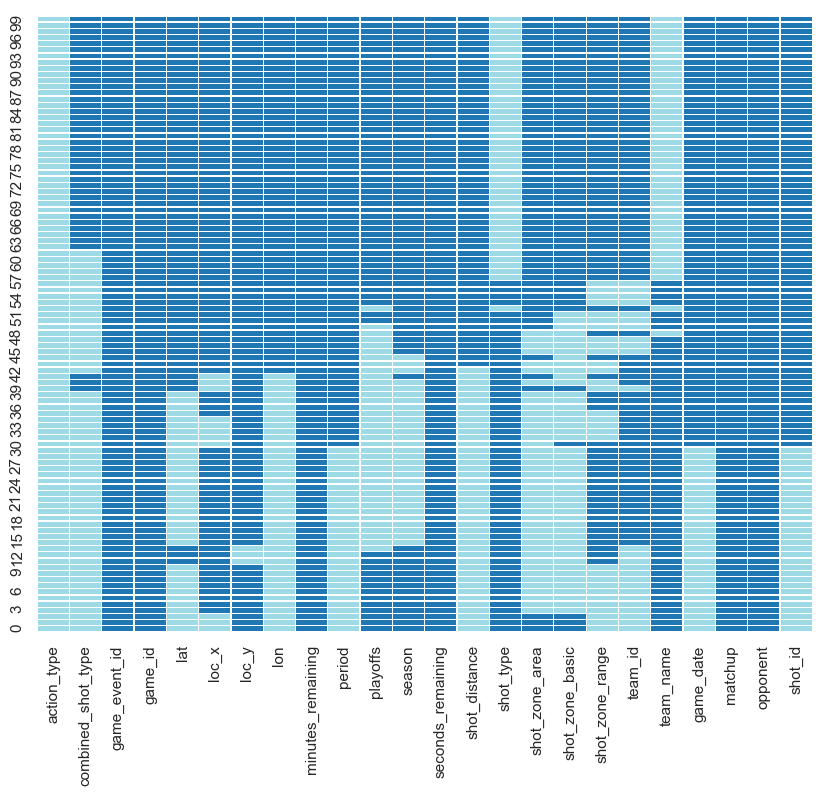 99
96
93
90
87
84
81
78
75
72
69
66
63
60
57
54
51
48
45
42
39
36
33
30
27
24
21
18
15
12
9
6
3
0
action_type
combined_shot_type
game_event_id
game_id
lat
loc_x
loc_y
lon
minutes_remaining
period
playoffs
season
seconds_remaining
shot_distance
shot_type
shot_zone_area
shot_zone_basic
shot_zone_range
team_id
team_name
game_date
matchup
opponent
shot_id